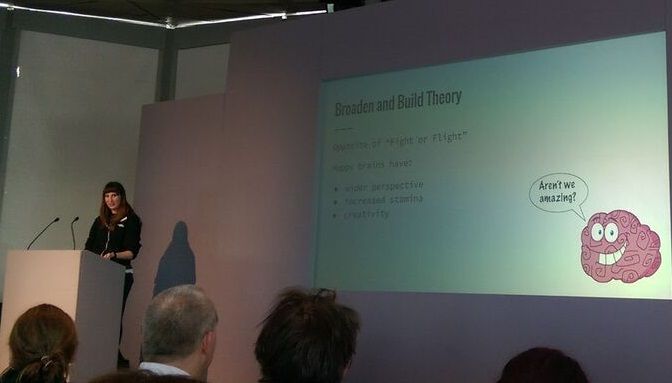 Broaden and Build Theory
Opposite of "Fight or Flight"
Happy brains have:
wider perspective
increased stamina
creativity
Aren't we
amazing?